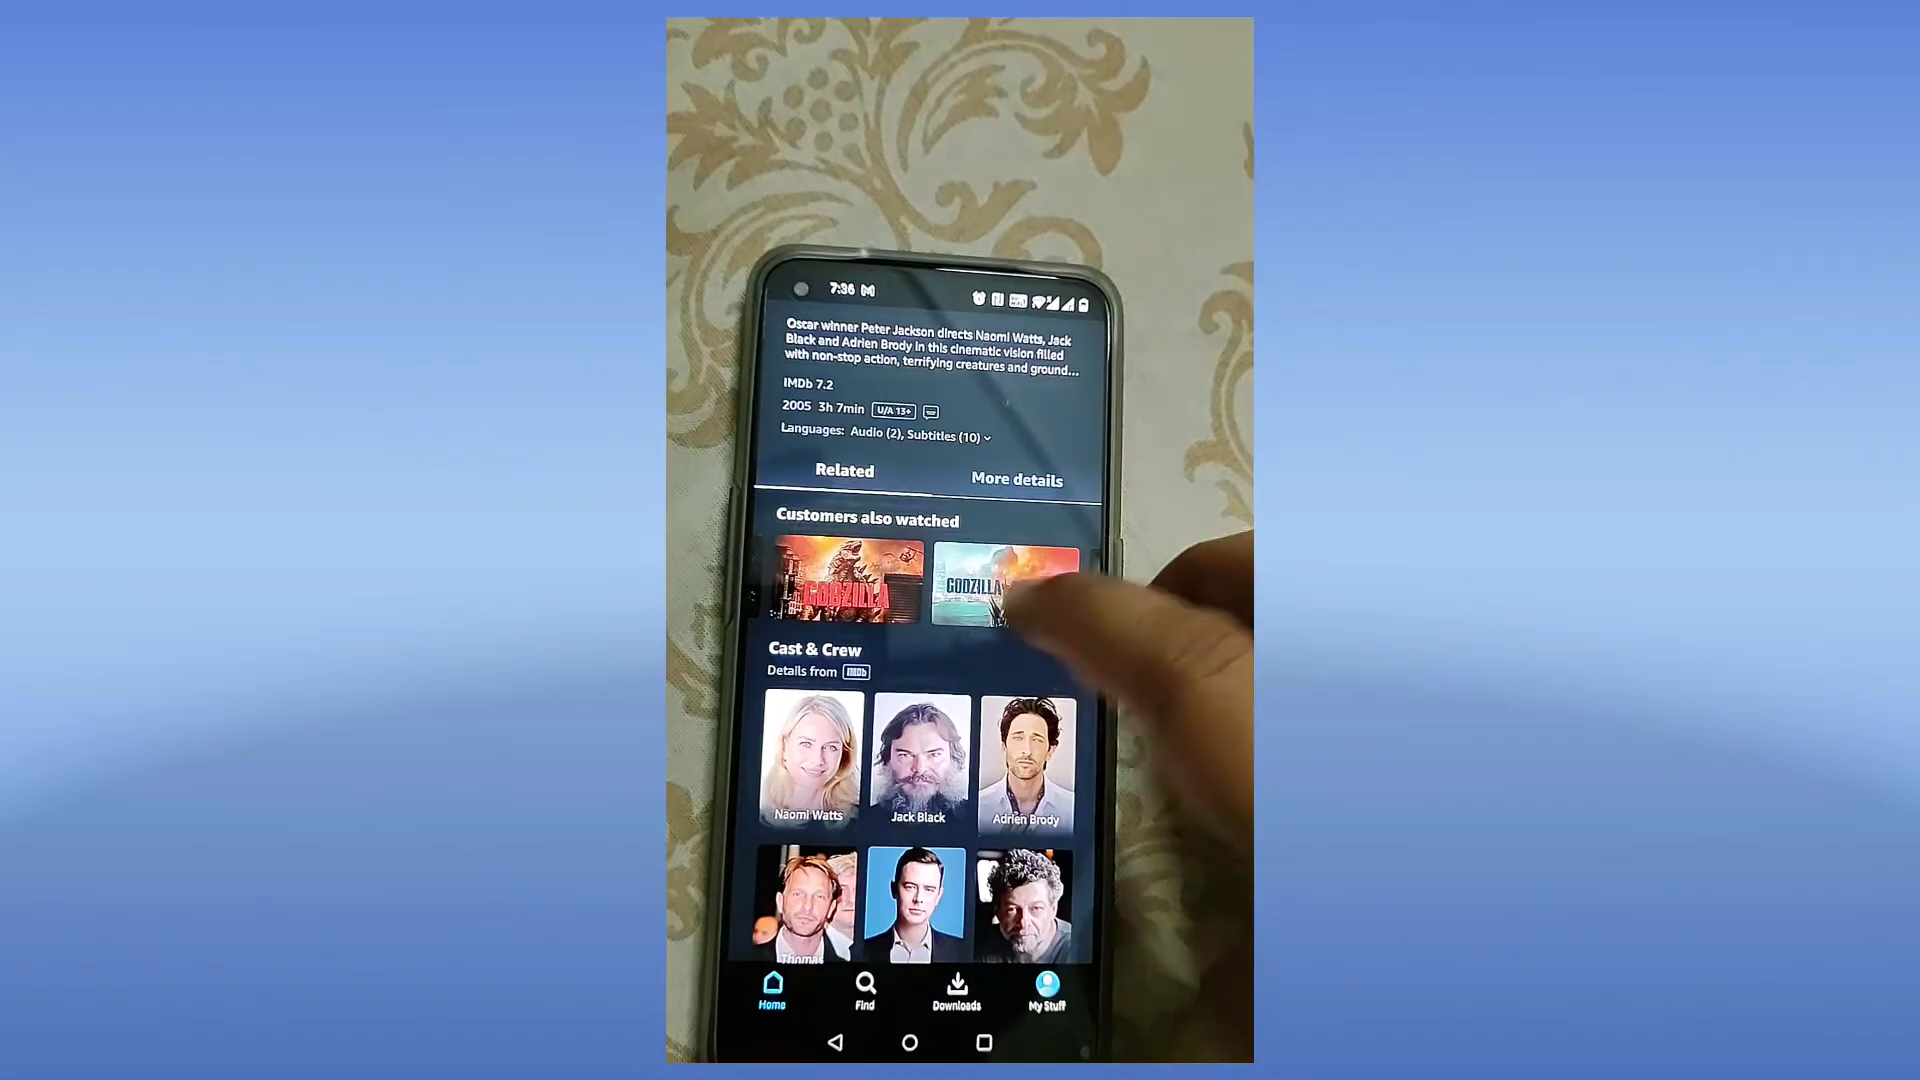 7:36
Oscar winner Peter Jackson directs Naomi Watts, Jack
Black and Adrien Brody in this cinematic vision filled
with non-stop action, terrifying creatures and ground...
IMDb 7.2
2005 3h 7min U/A 13+
Languages: Audio (2), Subtitles (10)
Related More details
Customers also watched
GODZILLA GODZILLA
Cast & Crew
Details from IMDb
Naomi Watts Jack Black Adrien Brody
Thomas
Home Find Downloads My Stuff